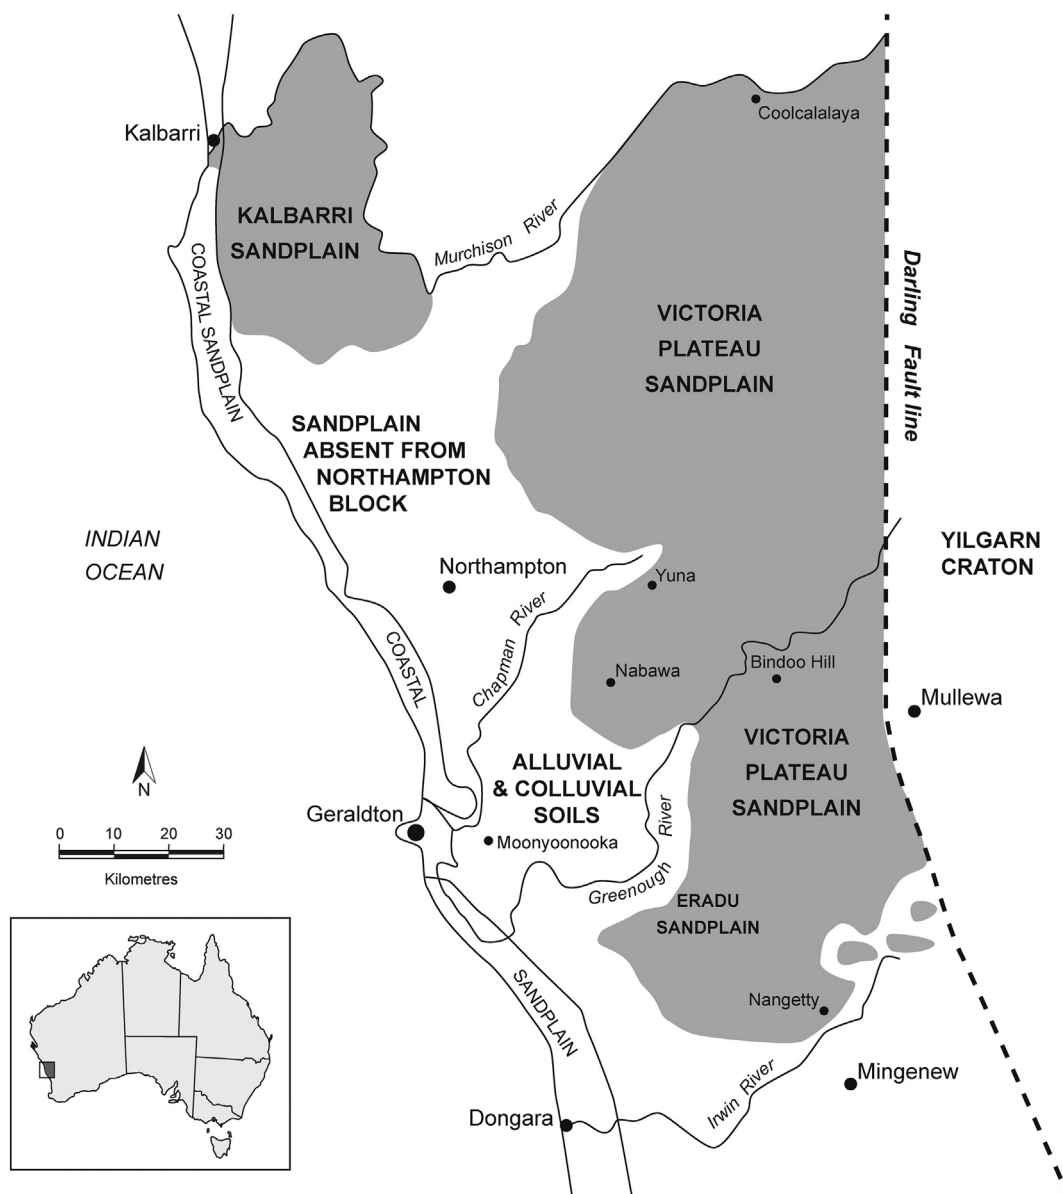 Kalbarri
Coolcalalaya
KALBARRI
SANDPLAIN
Murchison River
COASTAL SANDPLAIN
Darling Fault line
VICTORIA
PLATEAU
SANDPLAIN
SANDPLAIN
ABSENT FROM
NORTHAMPTON
BLOCK
INDIAN
OCEAN
YILGARN
CRATON
Northampton
Yuna
Chapman River
COASTAL
Nabawa
Bindoo Hill
Mullewa
VICTORIA
PLATEAU
SANDPLAIN
ALLUVIAL
& COLLUVIAL
SOILS
N
Geraldton
Moonyoonooka
0 10 20 30
Kilometres
Greenough River
ERADU
SANDPLAIN
SANDPLAIN
Nangetty
Mingenew
Irwin River
Dongara